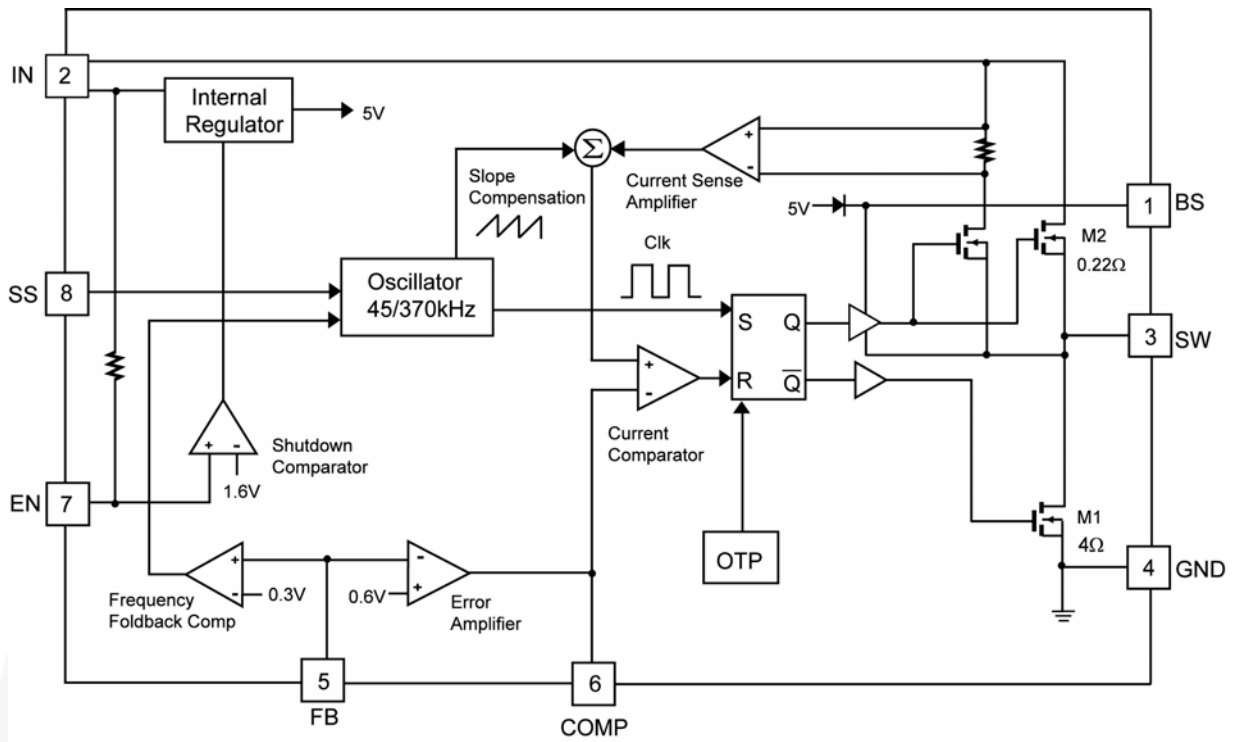 IN
2
Internal
Regulator
5V
Σ
+
-
Slope
Compensation
Current Sense
Amplifier
5V
1
BS
Clk
M2
0.22Ω
SS
8
Oscillator
45/370kHz
S
Q
R
Q̅
3
SW
+
-
Current
Comparator
+
-
Shutdown
Comparator
1.6V
EN
7
OTP
M1
4Ω
4
GND
+
-
0.3V
Frequency
Foldback Comp
-
+
0.6V
Error
Amplifier
5
FB
6
COMP